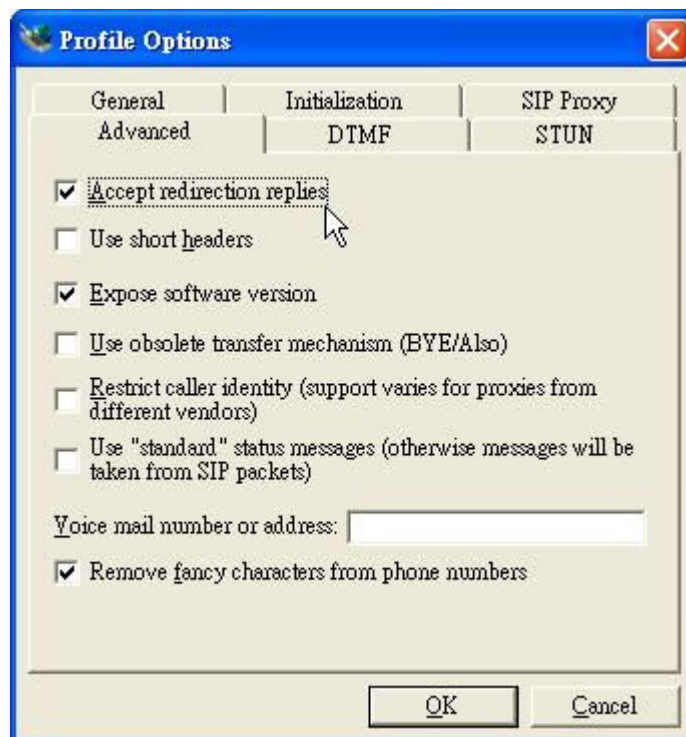 Profile Options
General Initialization SIP Proxy
Advanced DTMF STUN
Accept redirection replies
Use short headers
Expose software version
Use obsolete transfer mechanism (BYE/Also)
Restrict caller identity (support varies for proxies from
different vendors)
Use "standard" status messages (otherwise messages will be
taken from SIP packets)
Voice mail number or address:
Remove fancy characters from phone numbers
OK Cancel